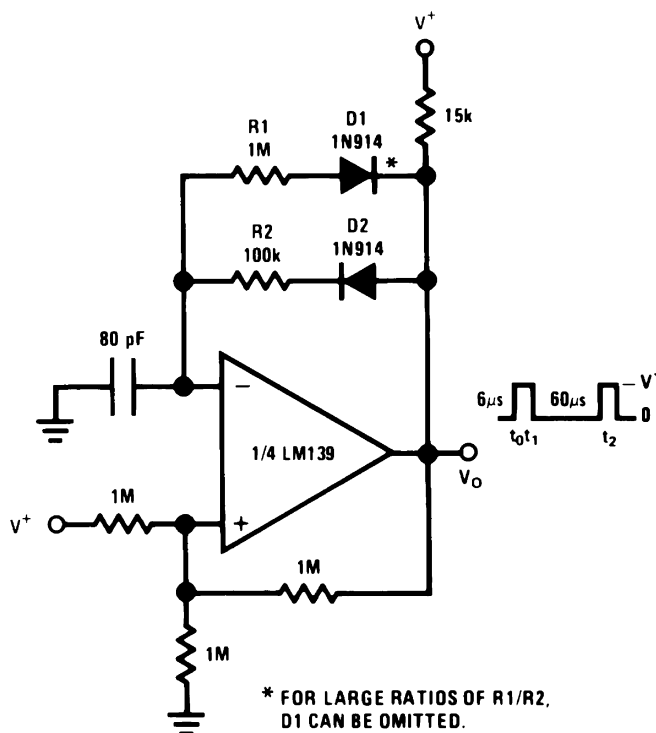 V+
15k
R1
1M
D1
1N914
*
R2
100k
D2
1N914
80 pF
−
1/4 LM139
+
6μs
60μs
V+
0
t₀t₁
t₂
V₀
1M
V+
1M
1M
* FOR LARGE RATIOS OF R1/R2,
D1 CAN BE OMITTED.